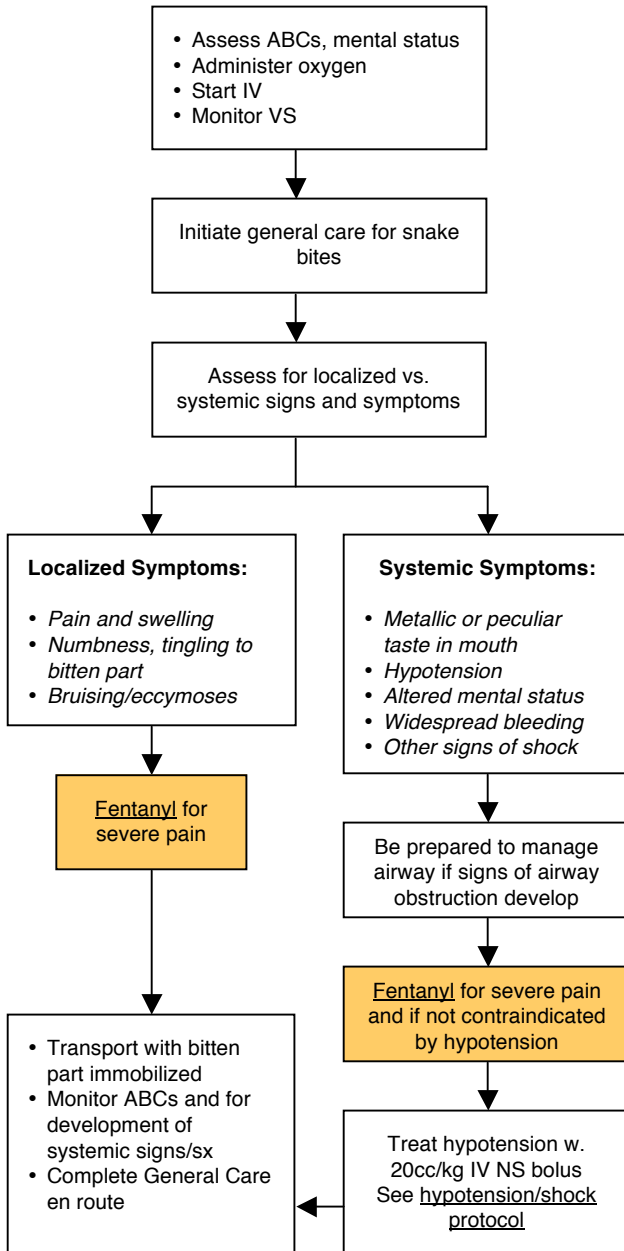 • Assess ABCs, mental status
• Administer oxygen
• Start IV
• Monitor VS
Initiate general care for snake
bites
Assess for localized vs.
systemic signs and symptoms
Localized Symptoms:
• Pain and swelling
• Numbness, tingling to
bitten part
• Bruising/eccymoses
Systemic Symptoms:
• Metallic or peculiar
taste in mouth
• Hypotension
• Altered mental status
• Widespread bleeding
• Other signs of shock
Fentanyl for
severe pain
Be prepared to manage
airway if signs of airway
obstruction develop
Fentanyl for severe pain
and if not contraindicated
by hypotension
• Transport with bitten
part immobilized
• Monitor ABCs and for
development of
systemic signs/sx
• Complete General Care
en route
Treat hypotension w.
20cc/kg IV NS bolus
See hypotension/shock
protocol